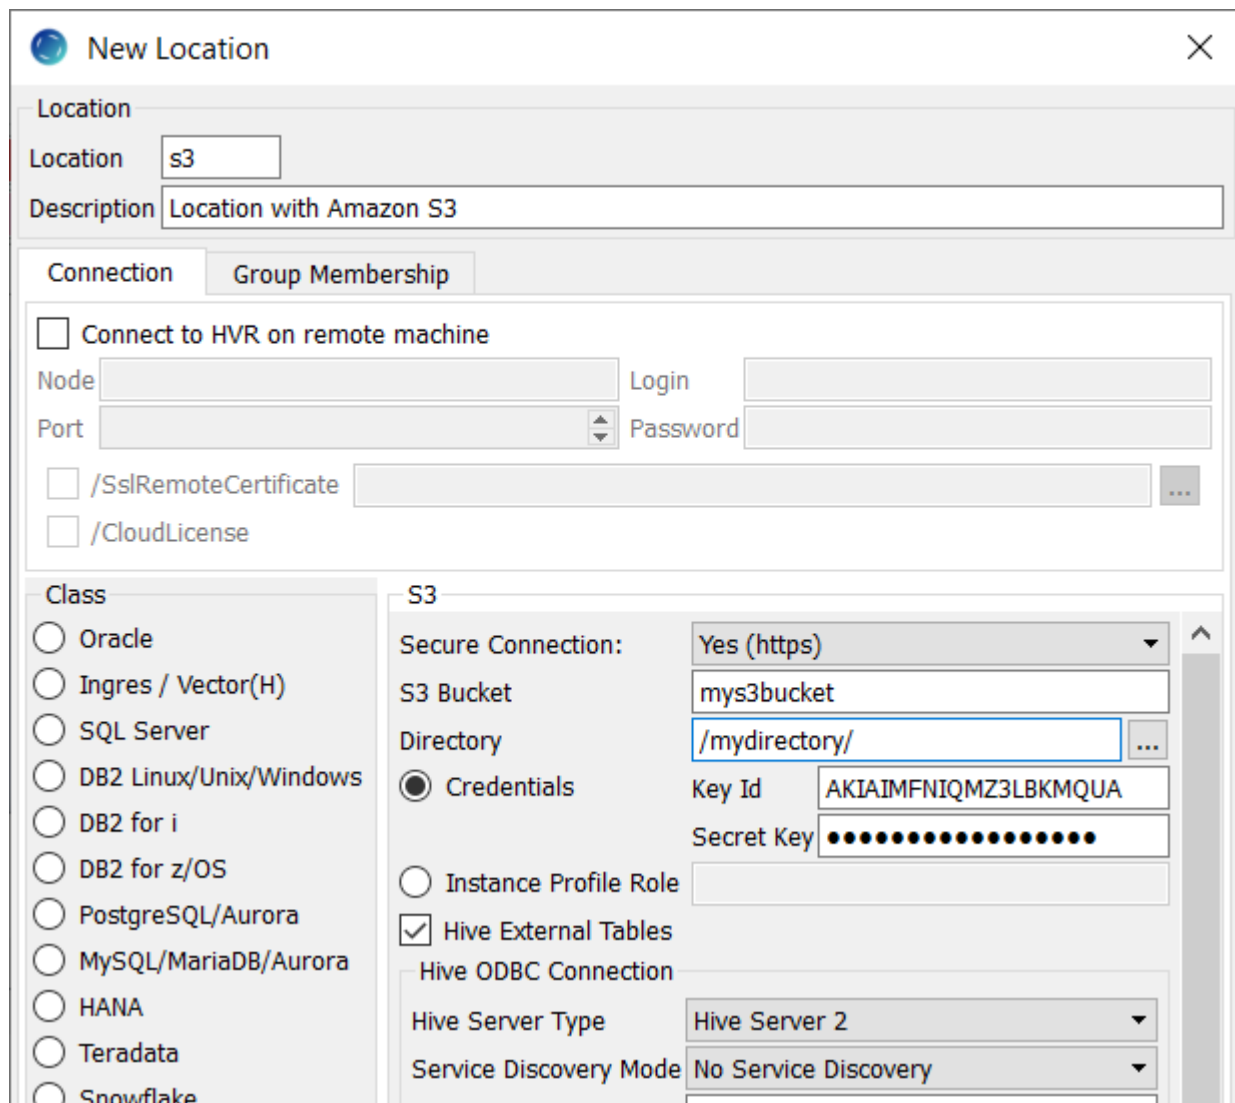 New Location
Location
Location s3
Description Location with Amazon S3
Connection Group Membership
Connect to HVR on remote machine
Node Login
Port Password
/SslRemoteCertificate ...
/CloudLicense
Class
Oracle
Ingres / Vector(H)
SQL Server
DB2 Linux/Unix/Windows
DB2 for i
DB2 for z/OS
PostgreSQL/Aurora
MySQL/MariaDB/Aurora
HANA
Teradata
Snowflake
S3
Secure Connection: Yes (https)
S3 Bucket mys3bucket
Directory /mydirectory/ ...
Credentials Key Id AKIAIMFNIQMZ3LBKMQUA
Secret Key ●●●●●●●●●●●●●●●●●
Instance Profile Role
Hive External Tables
Hive ODBC Connection
Hive Server Type Hive Server 2
Service Discovery Mode No Service Discovery